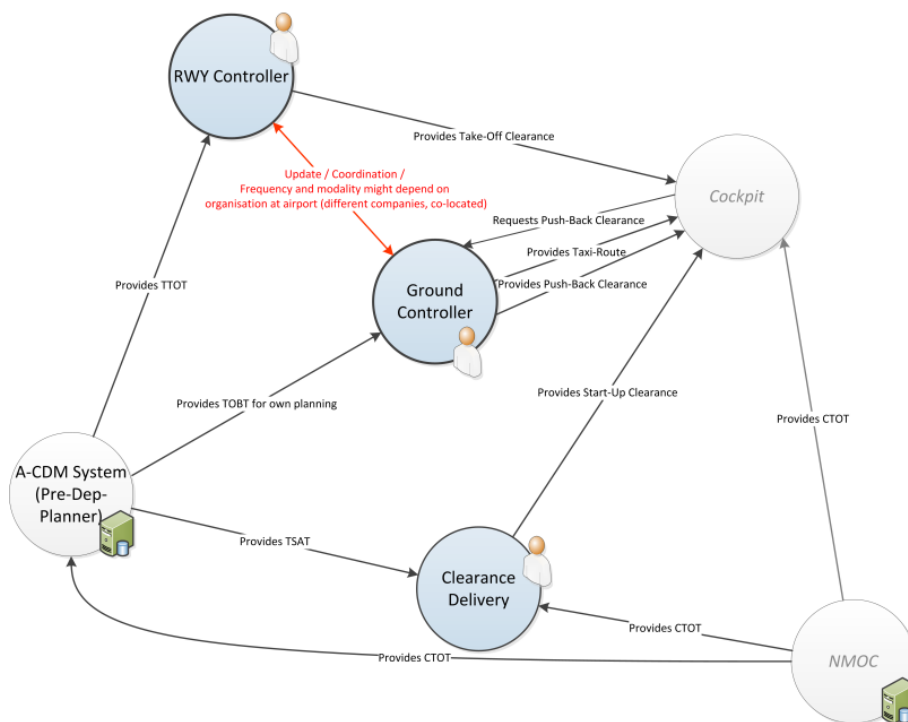 RWY Controller
Provides Take-Off Clearance
Update / Coordination /
Frequency and modality might depend on
organisation at airport (different companies, co-located)
Cockpit
Requests Push-Back Clearance
Provides Taxi-Route
Provides Push-Back Clearance
Provides TTOT
Ground
Controller
Provides Start-Up Clearance
Provides TOBT for own planning
Provides CTOT
A-CDM System
(Pre-Dep-
Planner)
Provides TSAT
Clearance
Delivery
Provides CTOT
Provides CTOT
NMOC